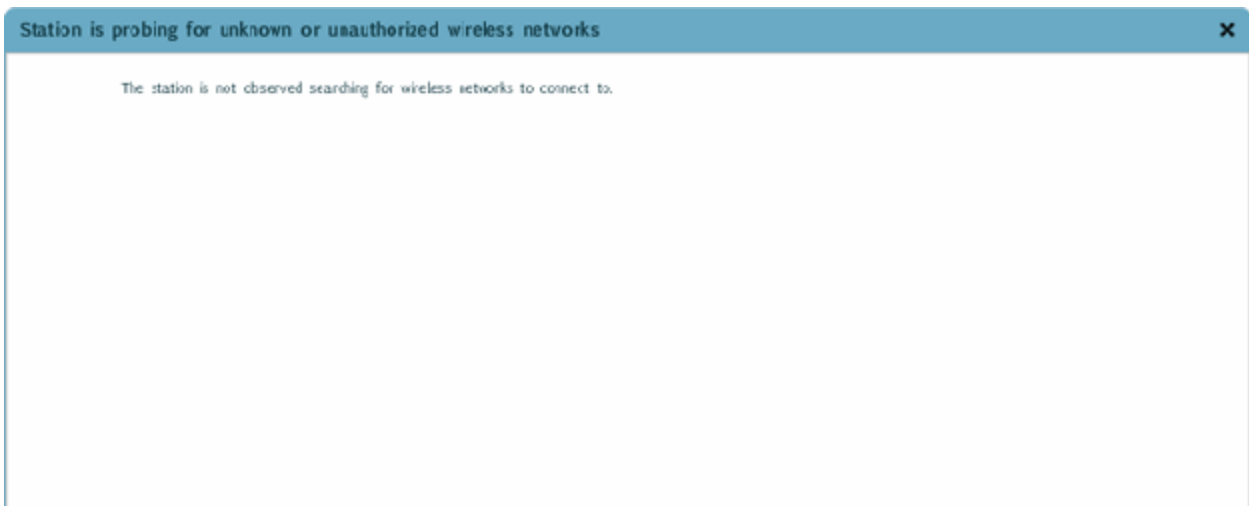 Station is probing for unknown or unauthorized wireless networks
The station is not observed searching for wireless networks to connect to.